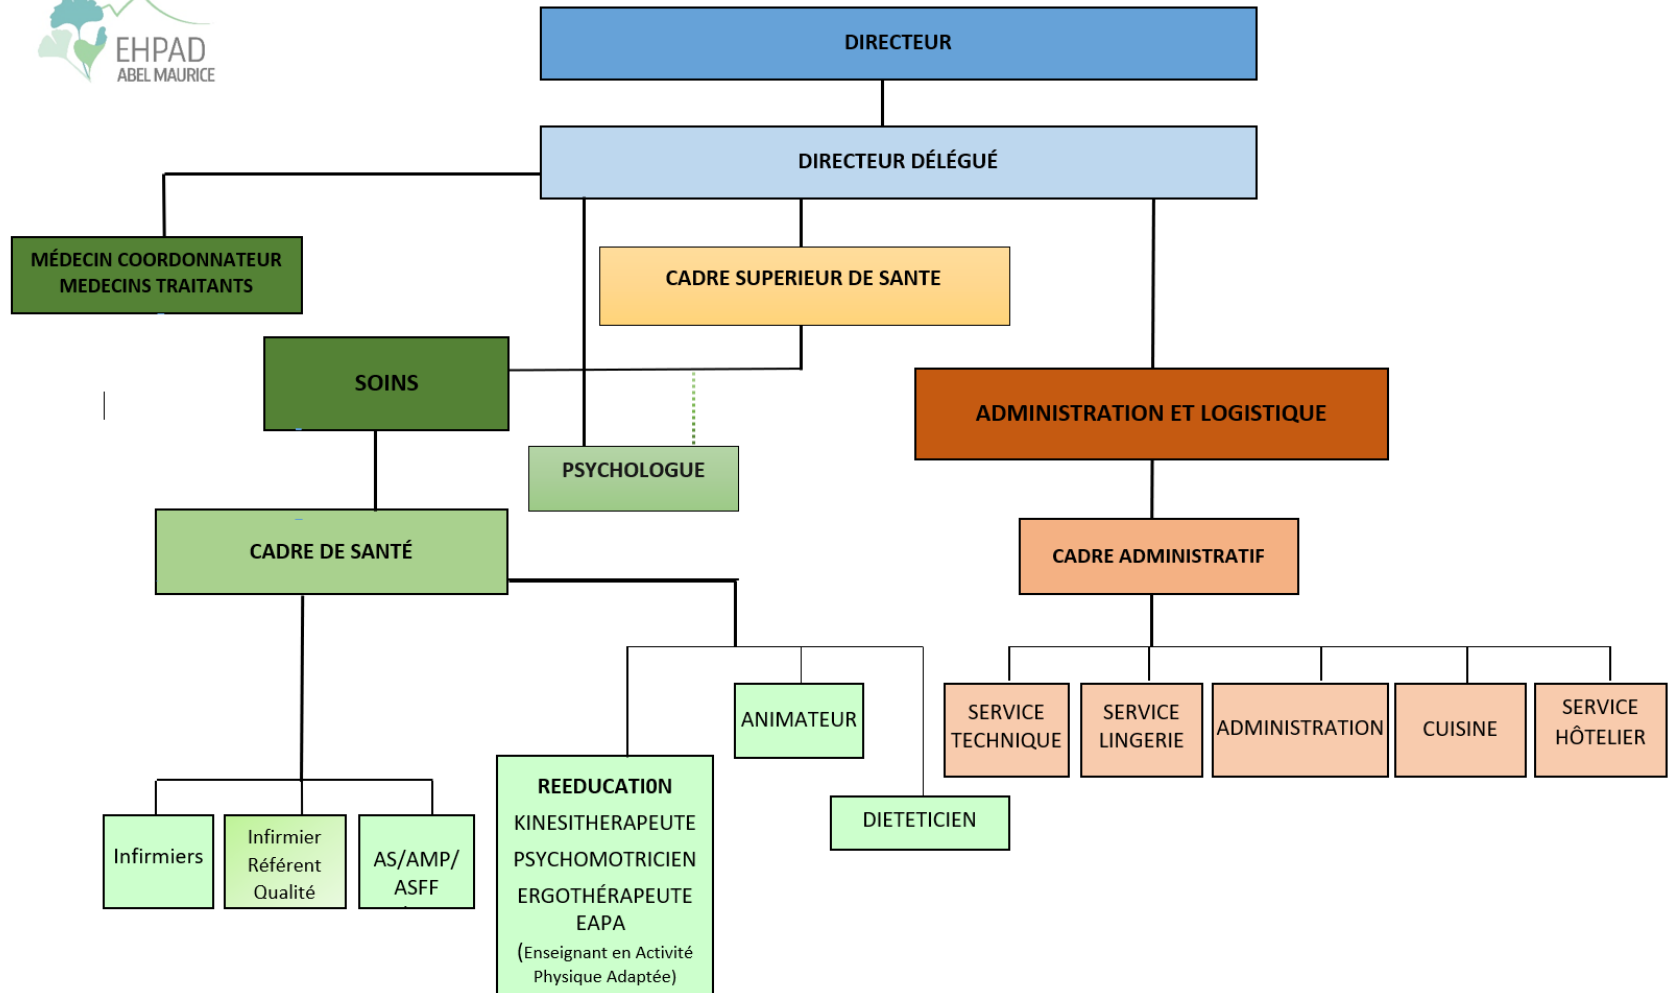 EHPAD
ABEL MAURICE
DIRECTEUR
DIRECTEUR DÉLÉGUÉ
MÉDECIN COORDONNATEUR
MEDECINS TRAITANTS
CADRE SUPERIEUR DE SANTE
SOINS
ADMINISTRATION ET LOGISTIQUE
PSYCHOLOGUE
CADRE DE SANTÉ
CADRE ADMINISTRATIF
ANIMATEUR
SERVICE
TECHNIQUE
SERVICE
LINGERIE
ADMINISTRATION
CUISINE
SERVICE
HÔTELIER
REEDUCATI0N
KINESITHERAPEUTE
PSYCHOMOTRICIEN
ERGOTHÉRAPEUTE
EAPA
(Enseignant en Activité
Physique Adaptée)
DIETETICIEN
Infirmiers
Infirmier
Référent
Qualité
AS/AMP/
ASFF